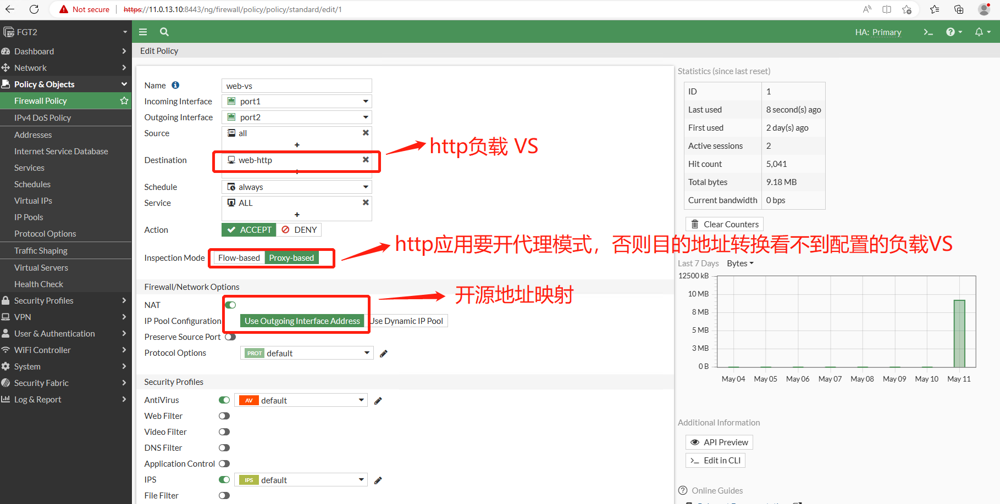 Not secure https://11.0.13.10:8443/ng/firewall/policy/policy/standard/edit/1
FGT2
HA: Primary
Dashboard
Network
Policy & Objects
Firewall Policy
IPv4 DoS Policy
Addresses
Internet Service Database
Services
Schedules
Virtual IPs
IP Pools
Protocol Options
Traffic Shaping
Virtual Servers
Health Check
Security Profiles
VPN
User & Authentication
WiFi Controller
System
Security Fabric
Log & Report
Edit Policy
Name web-vs
Incoming Interface port1
Outgoing Interface port2
Source all
+
Destination web-http
http负载 VS
Schedule always
Service ALL
+
Action ACCEPT DENY
Inspection Mode Flow-based Proxy-based
http应用要开代理模式，否则目的地址转换看不到配置的负载VS
Firewall/Network Options
开源地址映射
NAT
IP Pool Configuration Use Outgoing Interface Address Use Dynamic IP Pool
Preserve Source Port
Protocol Options PROT default
Security Profiles
AntiVirus AV default
Web Filter
Video Filter
DNS Filter
Application Control
IPS IPS default
File Filter
Statistics (since last reset)
ID 1
Last used 8 second(s) ago
First used 2 day(s) ago
Active sessions 2
Hit count 5,041
Total bytes 9.18 MB
Current bandwidth 0 bps
Clear Counters
Last 7 Days Bytes
12500 kB
10 MB
8 MB
5 MB
3 MB
0 B
May 04 May 05 May 06 May 07 May 08 May 09 May 10 May 11
Additional Information
API Preview
Edit in CLI
Online Guides